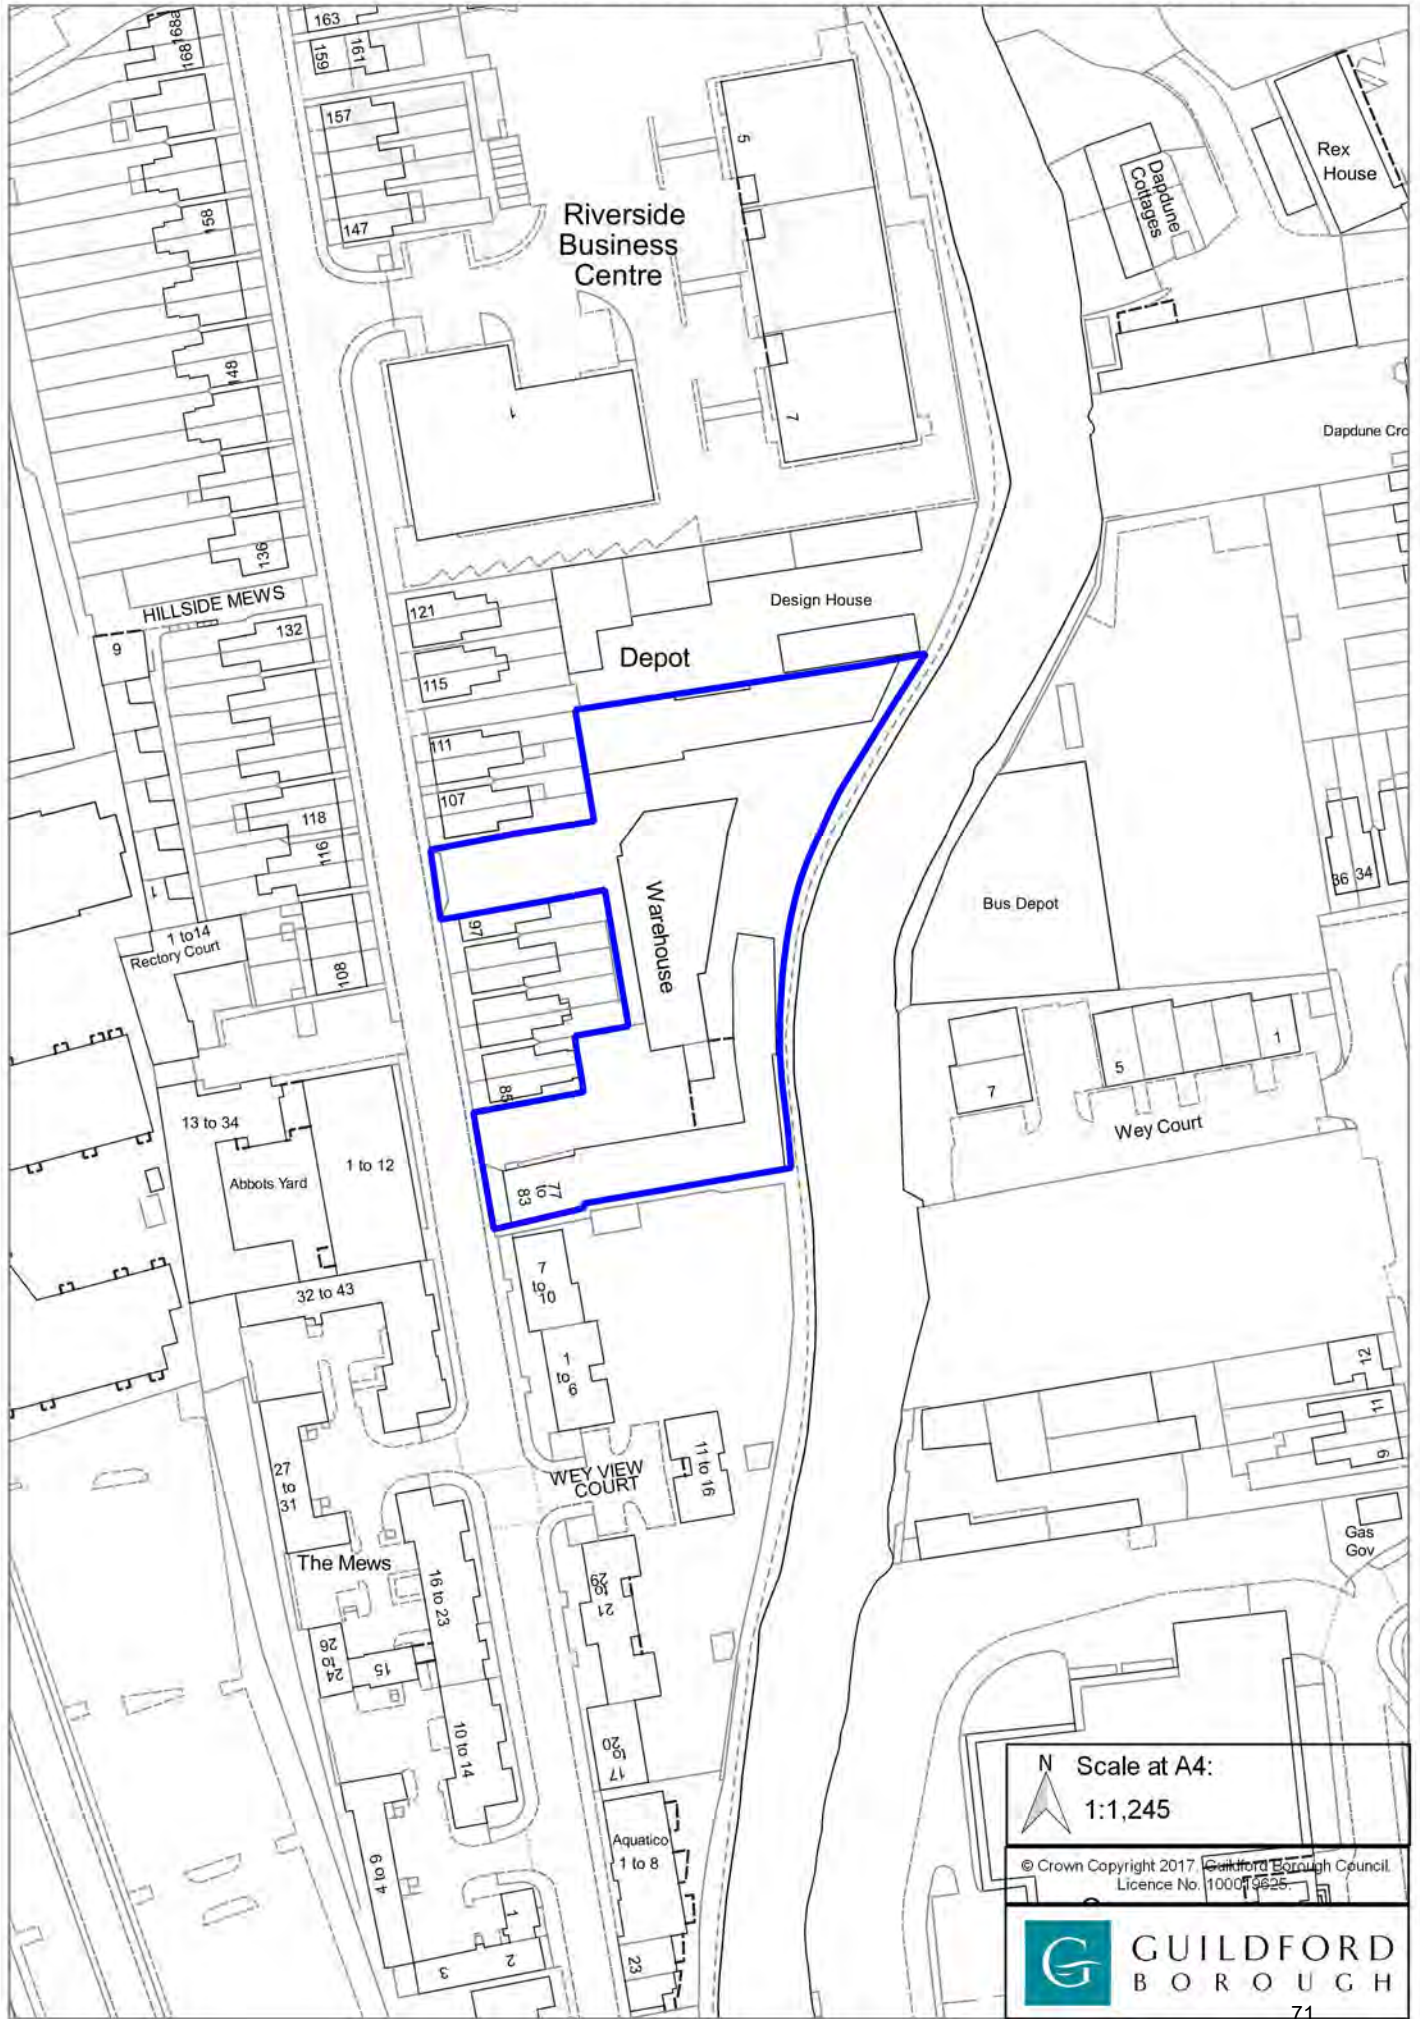 163
168a
168
159
161
157
5
Rex
House
Dapdune
Cottages
158
147
Riverside
Business
Centre
148
1
7
Dapdune Cro
136
HILLSIDE MEWS
132
121
Design House
9
Depot
115
111
107
118
116
36
34
1
Warehouse
Bus Depot
97
1 to14
Rectory Court
108
85
1
5
7
Wey Court
13 to 34
1 to 12
Abbots Yard
77
to
83
7
to
10
32 to 43
1
to
6
12
11
9
11 to 16
WEY VIEW
COURT
27
to
31
Gas
Gov
The Mews
16 to 23
29
to
21
26
to
24
15
10 to 14
20
to
17
N
Scale at A4:
1:1,245
Aquatico
1 to 8
4 to 9
© Crown Copyright 2017. Guildford Borough Council.
Licence No. 100019625.
1
2
3
23
G
GUILDFORD
BOROUGH
71